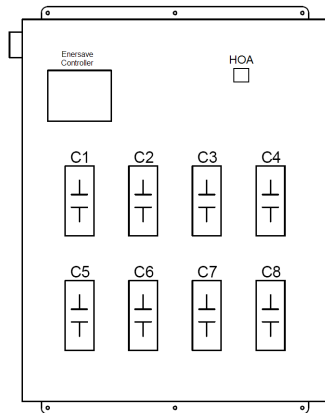 Enersave
Controller
HOA
C1 C2 C3 C4
C5 C6 C7 C8